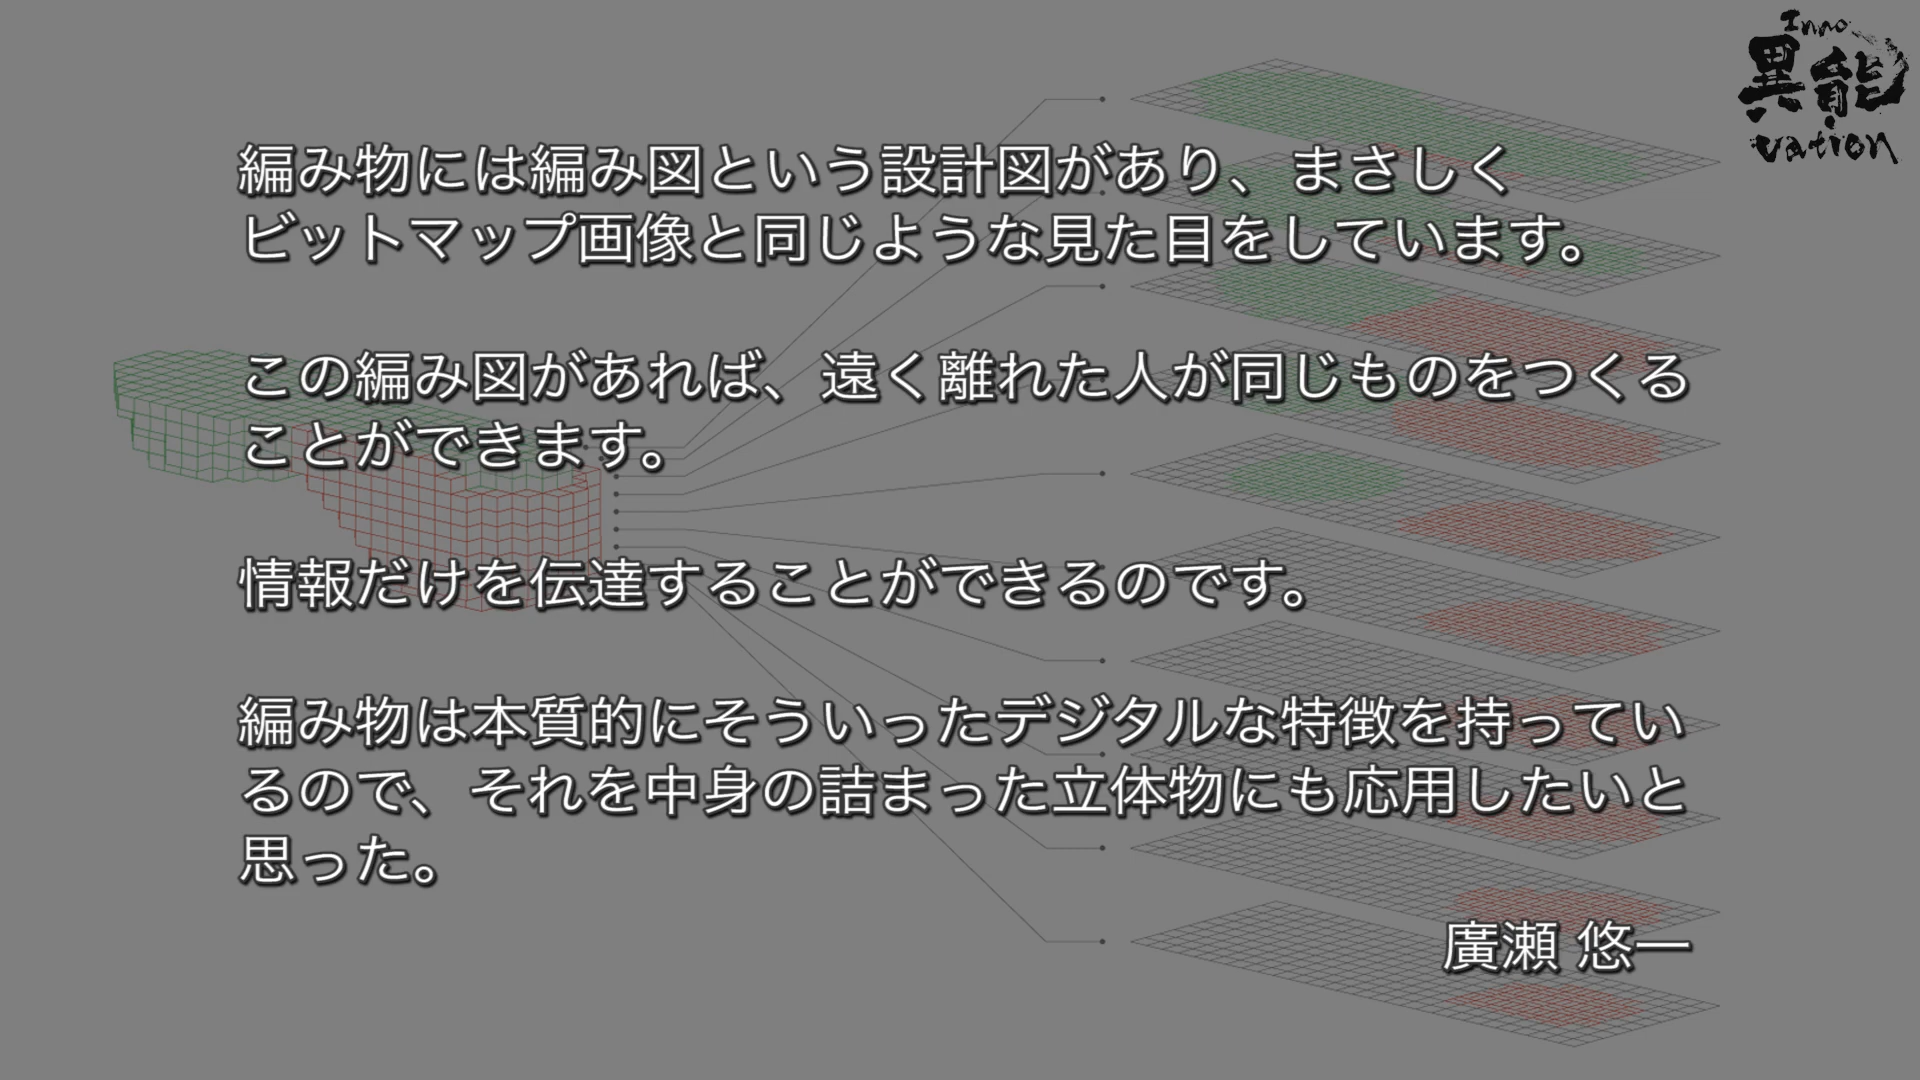 Inno
異能
vation
編み物には編み図という設計図があり、まさしく
ビットマップ画像と同じような見た目をしています。
この編み図があれば、遠く離れた人が同じものをつくる
ことができます。
情報だけを伝達することができるのです。
編み物は本質的にそういったデジタルな特徴を持ってい
るので、それを中身の詰まった立体物にも応用したいと
思った。
廣瀬 悠一